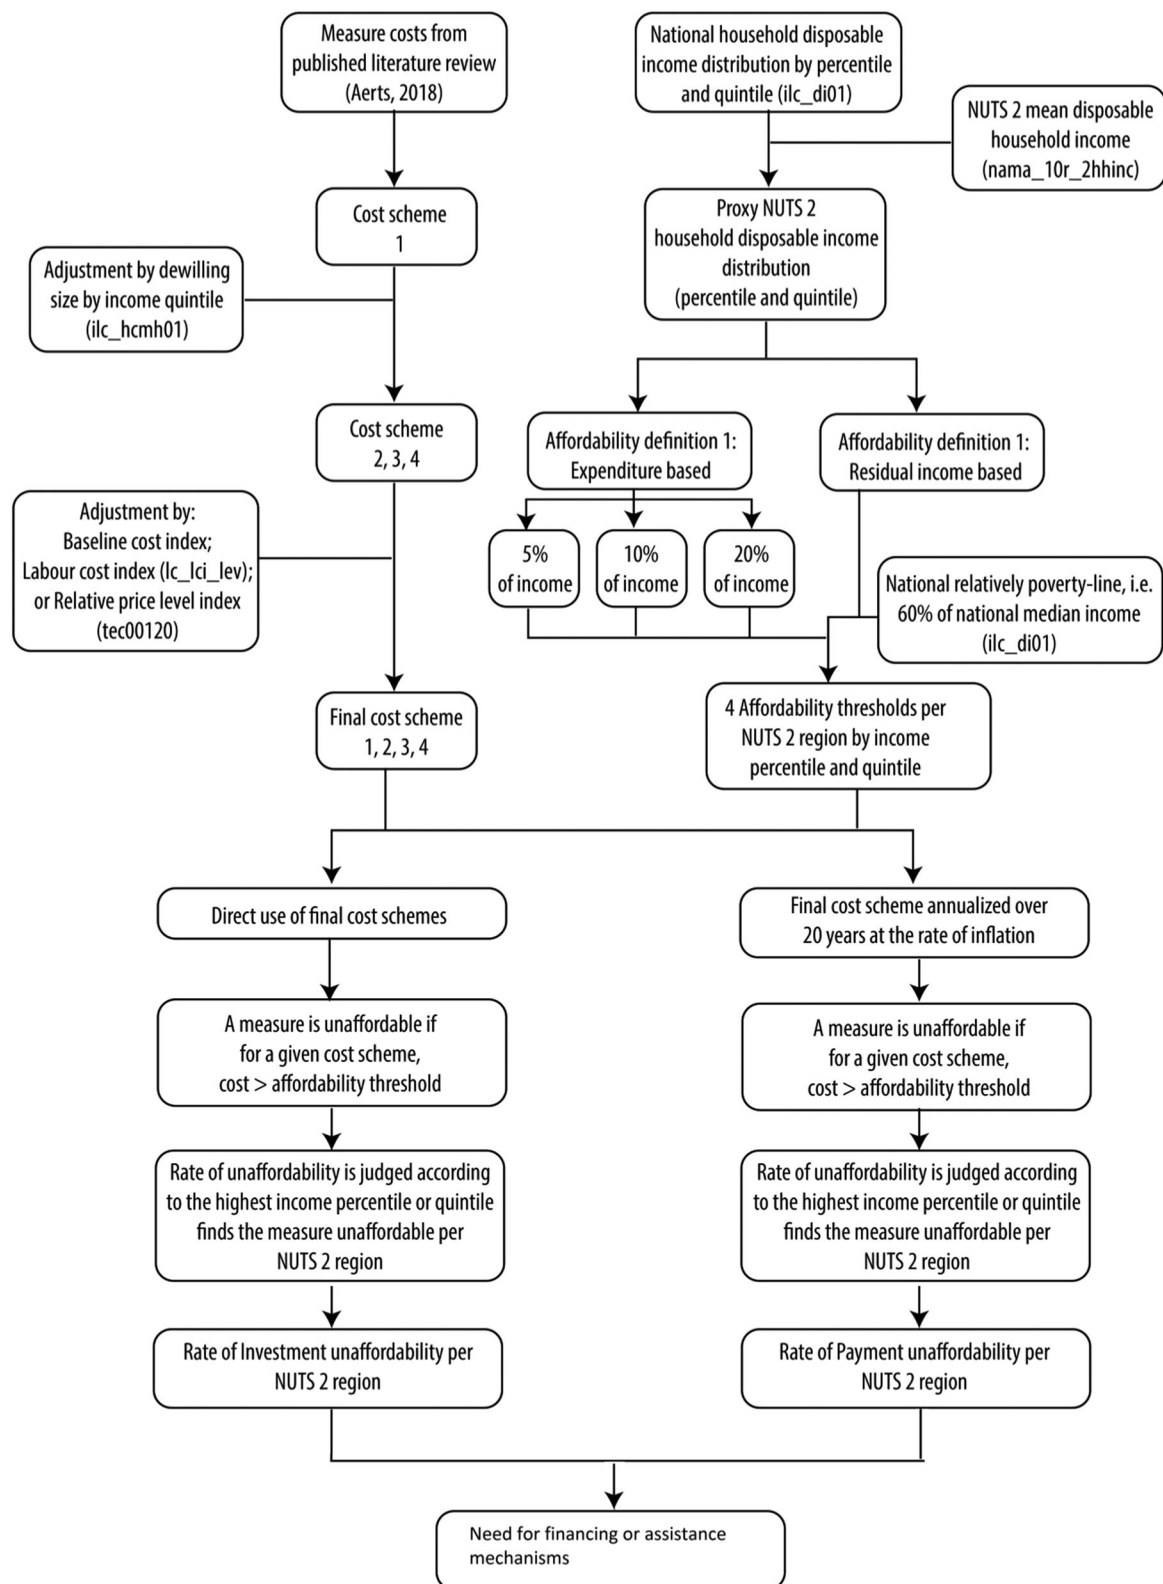 Measure costs from
published literature review
(Aerts, 2018)
National household disposable
income distribution by percentile
and quintile (ilc_di01)
NUTS 2 mean disposable
household income
(nama_10r_2hhinc)
Cost scheme
1
Proxy NUTS 2
household disposable income
distribution
(percentile and quintile)
Adjustment by dewilling
size by income quintile
(ilc_hcmh01)
Cost scheme
2, 3, 4
Affordability definition 1:
Expenditure based
Affordability definition 1:
Residual income based
Adjustment by:
Baseline cost index;
Labour cost index (lc_lci_lev);
or Relative price level index
(tec00120)
5%
of income
10%
of income
20%
of income
National relatively poverty-line, i.e.
60% of national median income
(ilc_di01)
Final cost scheme
1, 2, 3, 4
4 Affordability thresholds per
NUTS 2 region by income
percentile and quintile
Direct use of final cost schemes
Final cost scheme annualized over
20 years at the rate of inflation
A measure is unaffordable if
for a given cost scheme,
cost > affordability threshold
A measure is unaffordable if
for a given cost scheme,
cost > affordability threshold
Rate of unaffordability is judged according
to the highest income percentile or quintile
finds the measure unaffordable per
NUTS 2 region
Rate of unaffordability is judged according
to the highest income percentile or quintile
finds the measure unaffordable per
NUTS 2 region
Rate of Investment unaffordability per
NUTS 2 region
Rate of Payment unaffordability per
NUTS 2 region
Need for financing or assistance
mechanisms